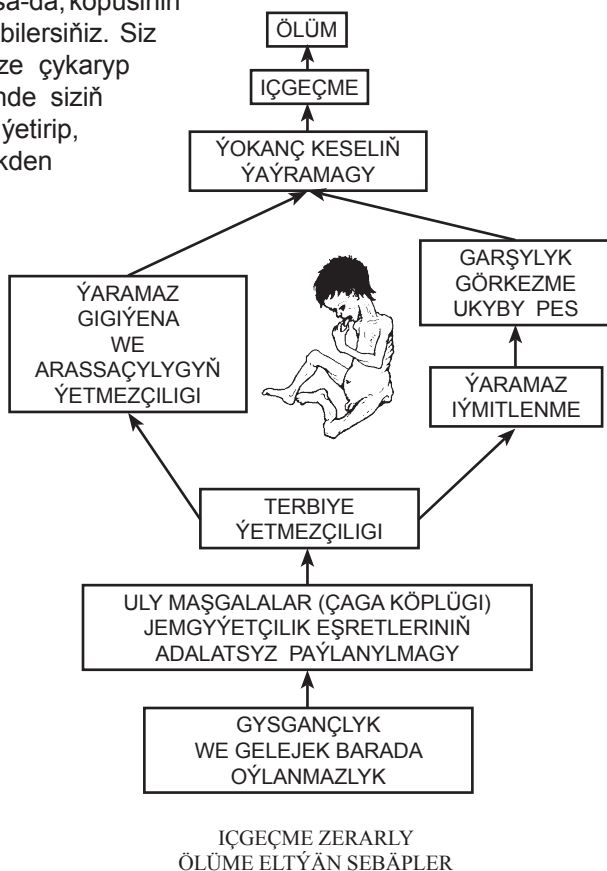 sa-da, köpüsiniň
bilersiňiz. Siz
ze çykaryp
nde siziň
ýetirip,
kden
ÖLÜM
IÇGEÇME
ÝOKANÇ KESELIŇ
ÝAÝRAMAGY
GARŞYLYK
GÖRKEZME
UKYBY PES
ÝARAMAZ
GIGIÝENA
WE
ARASSAÇYLYGYŇ
ÝETMEZÇILIGI
ÝARAMAZ
IÝMITLENME
TERBIYE
ÝETMEZÇILIGI
ULY MAŞGALALAR (ÇAGA KÖPLÜGI)
JEMGYÝETÇILIK EŞRETLERINIŇ
ADALATSYZ PAÝLANYLMAGY
GYSGANÇLYK
WE GELEJEK BARADA
OÝLANMAZLYK
IÇGEÇME ZERARLY
ÖLÜME ELTÝÄN SEBÄPLER